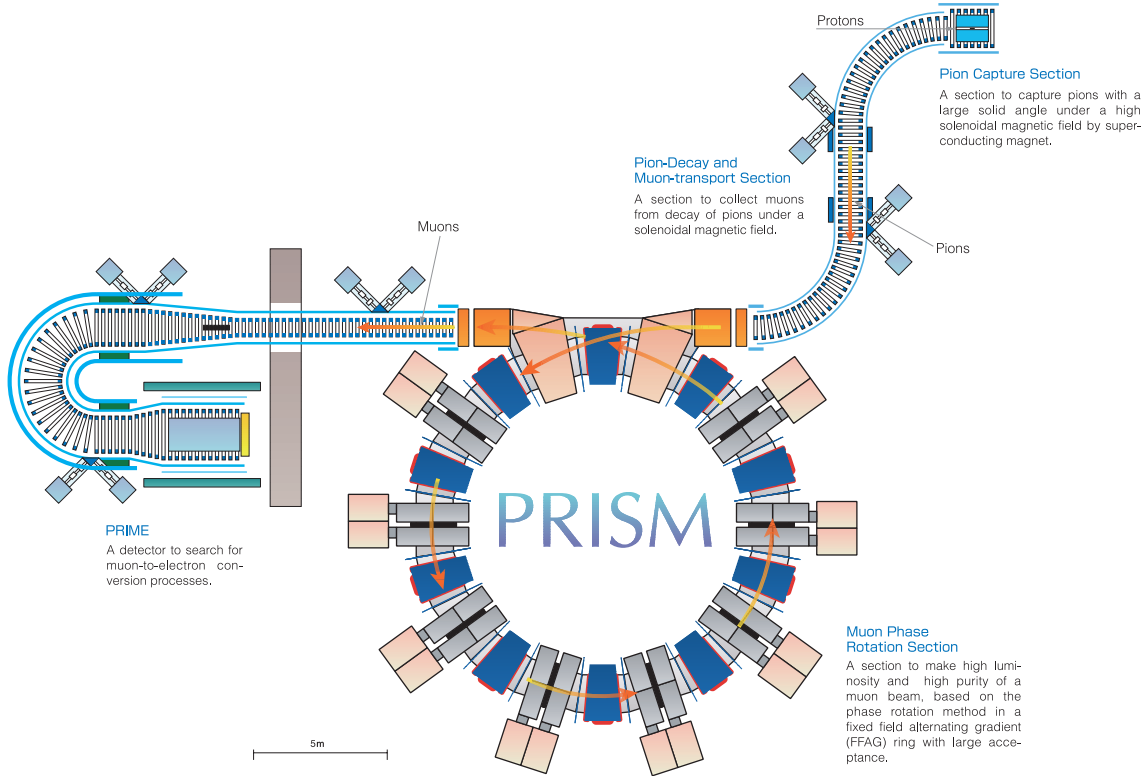 Protons
Pion Capture Section
A section to capture pions with a
large solid angle under a high
solenoidal magnetic field by super-
conducting magnet.
Pion-Decay and
Muon-transport Section
A section to collect muons
from decay of pions under a
solenoidal magnetic field.
Muons
Pions
PRISM
PRIME
A detector to search for
muon-to-electron con-
version processes.
Muon Phase
Rotation Section
A section to make high lumi-
nosity and high purity of a
muon beam, based on the
phase rotation method in a
fixed field alternating gradient
(FFAG) ring with large acce-
ptance.
5m